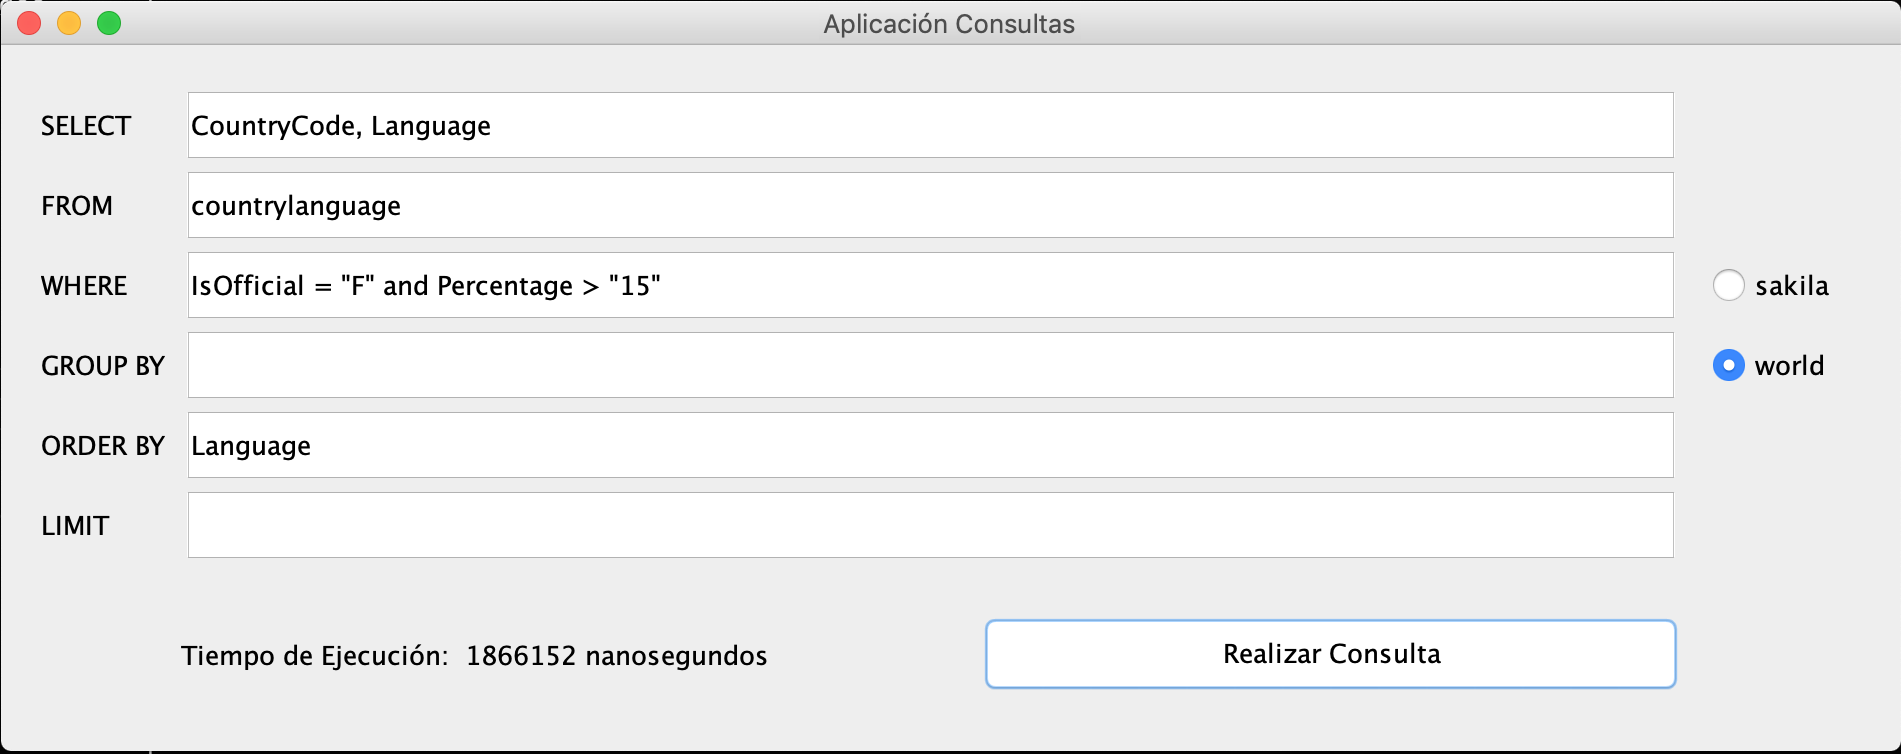 Aplicación Consultas
SELECT CountryCode, Language
FROM countrylanguage
WHERE IsOfficial = "F" and Percentage > "15" sakila
GROUP BY world
ORDER BY Language
LIMIT
Tiempo de Ejecución: 1866152 nanosegundos Realizar Consulta